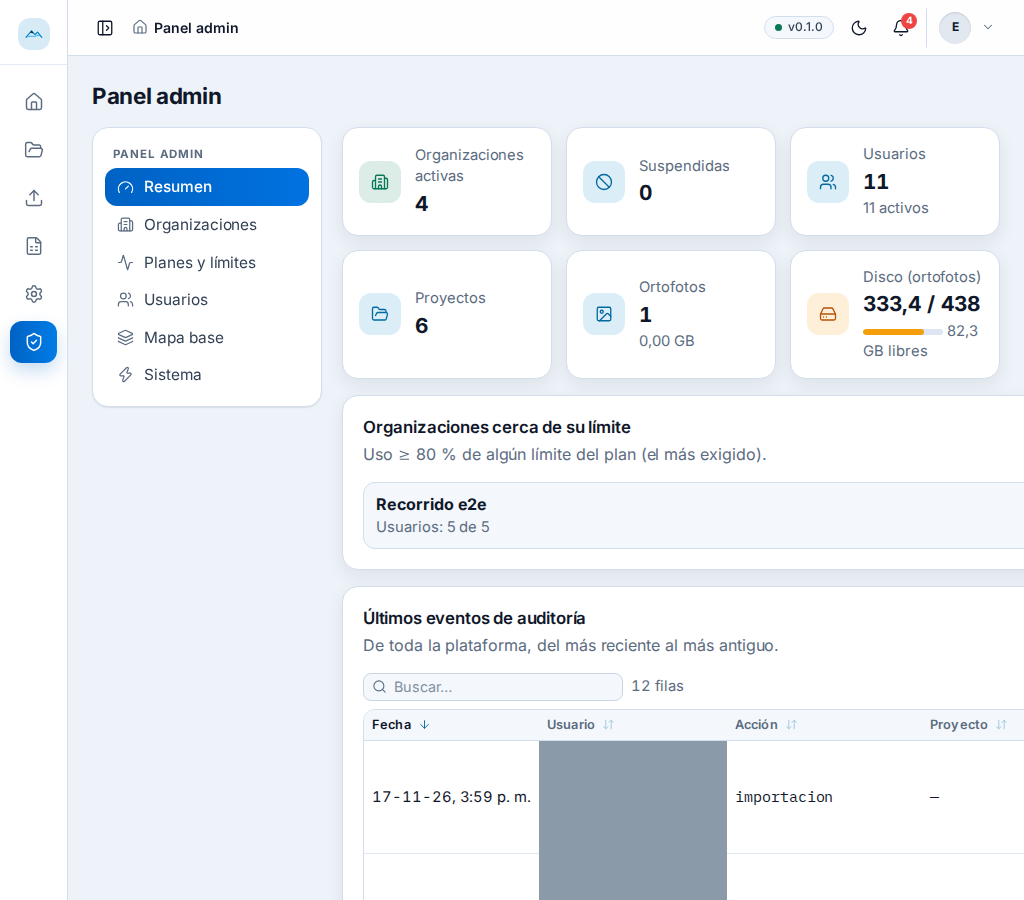 Panel admin
v0.1.0
4
E
Panel admin
PANEL ADMIN
Resumen
Organizaciones
Planes y límites
Usuarios
Mapa base
Sistema
Organizaciones
activas
4
Suspendidas
0
Usuarios
11
11 activos
Proyectos
6
Ortofotos
1
0,00 GB
Disco (ortofotos)
333,4 / 438
82,3
GB libres
Organizaciones cerca de su límite
Uso ≥ 80 % de algún límite del plan (el más exigido).
Recorrido e2e
Usuarios: 5 de 5
Últimos eventos de auditoría
De toda la plataforma, del más reciente al más antiguo.
Buscar...
12 filas
Fecha Usuario Acción Proyecto
17-11-26, 3:59 p. m. importacion —